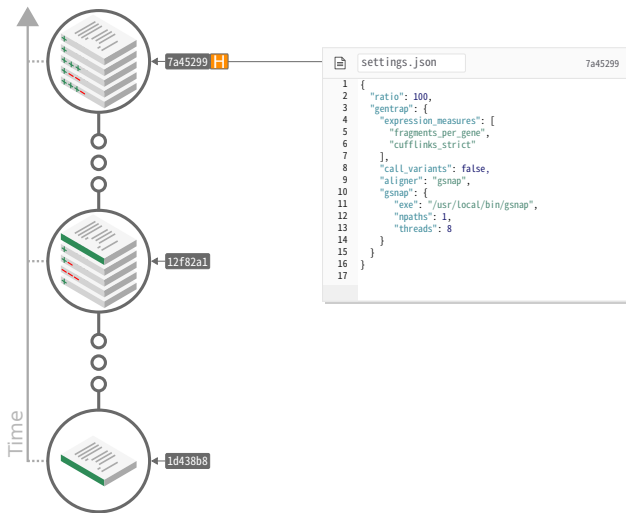 7a45299 H
settings.json 7a45299
1 {
2 "ratio": 100,
3 "gentrap": {
4 "expression_measures": [
5 "fragments_per_gene",
6 "cufflinks_strict"
7 ],
8 "call_variants": false,
9 "aligner": "gsnap",
10 "gsnap": {
11 "exe": "/usr/local/bin/gsnap",
12 "npaths": 1,
13 "threads": 8
14 }
15 }
16 }
17
12f82a1
Time
1d438b8